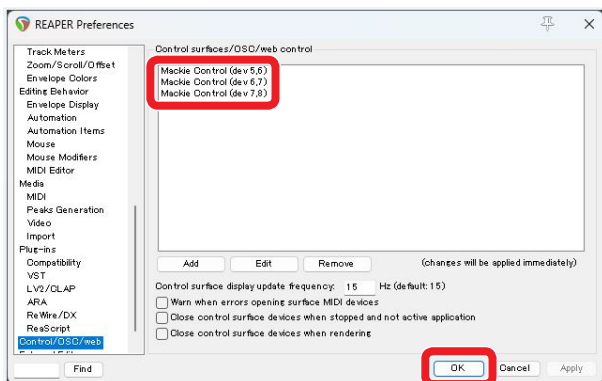 REAPER Preferences
Track Meters
Zoom/Scroll/Offset
Envelope Colors
Editing Behavior
Envelope Display
Automation
Automation Items
Mouse
Mouse Modifiers
MIDI Editor
Media
MIDI
Peaks Generation
Video
Import
Plug-ins
Compatibility
VST
LV2/CLAP
ARA
ReWire/DX
ReaScript
Control/OSC/web
Find
Control surfaces/OSC/web control
Mackie Control (dev 5,6)
Mackie Control (dev 6,7)
Mackie Control (dev 7,8)
Add Edit Remove (changes will be applied immediately)
Control surface display update frequency: 15 Hz (default: 15)
Warn when errors opening surface MIDI devices
Close control surface devices when stopped and not active application
Close control surface devices when rendering
OK Cancel Apply